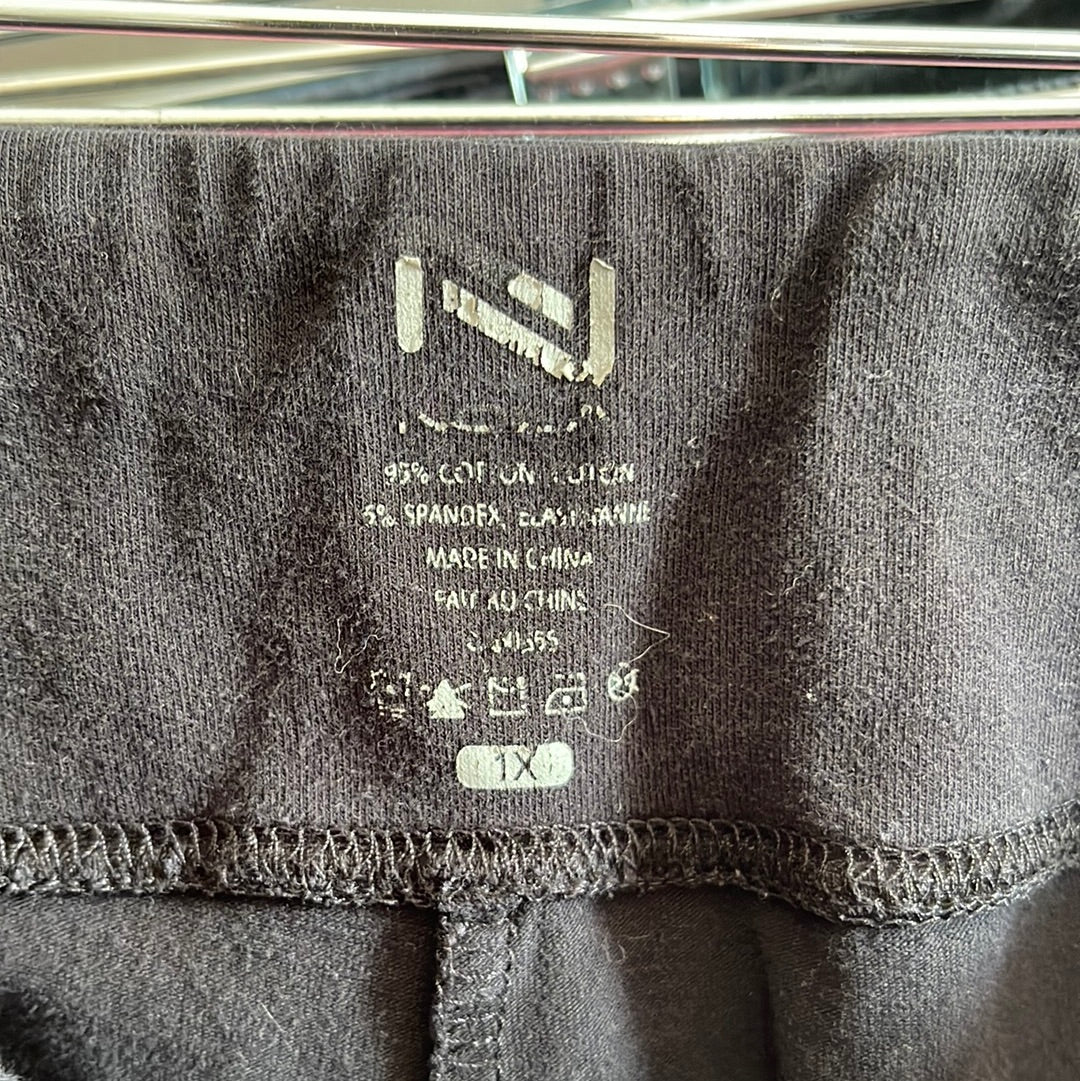 N
95% COTTON, COTON
5% SPANDEX, ELASTHANNE
MADE IN CHINA
FAIT AU CHINE
1X